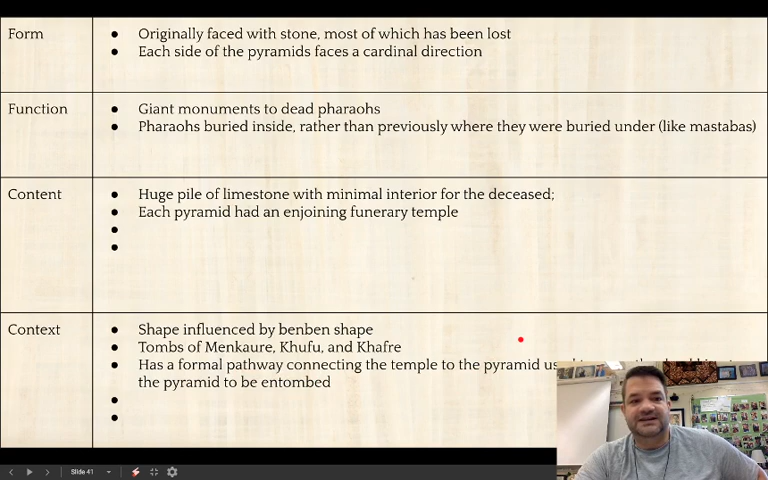 Form
● Originally faced with stone, most of which has been lost
● Each side of the pyramids faces a cardinal direction
Function
● Giant monuments to dead pharaohs
● Pharaohs buried inside, rather than previously where they were buried under (like mastabas)
Content
● Huge pile of limestone with minimal interior for the deceased;
● Each pyramid had an enjoining funerary temple
●
●
Context
● Shape influenced by benben shape
● Tombs of Menkaure, Khufu, and Khafre
● Has a formal pathway connecting the temple to the pyramid
the pyramid to be entombed
●
●
Slide 41